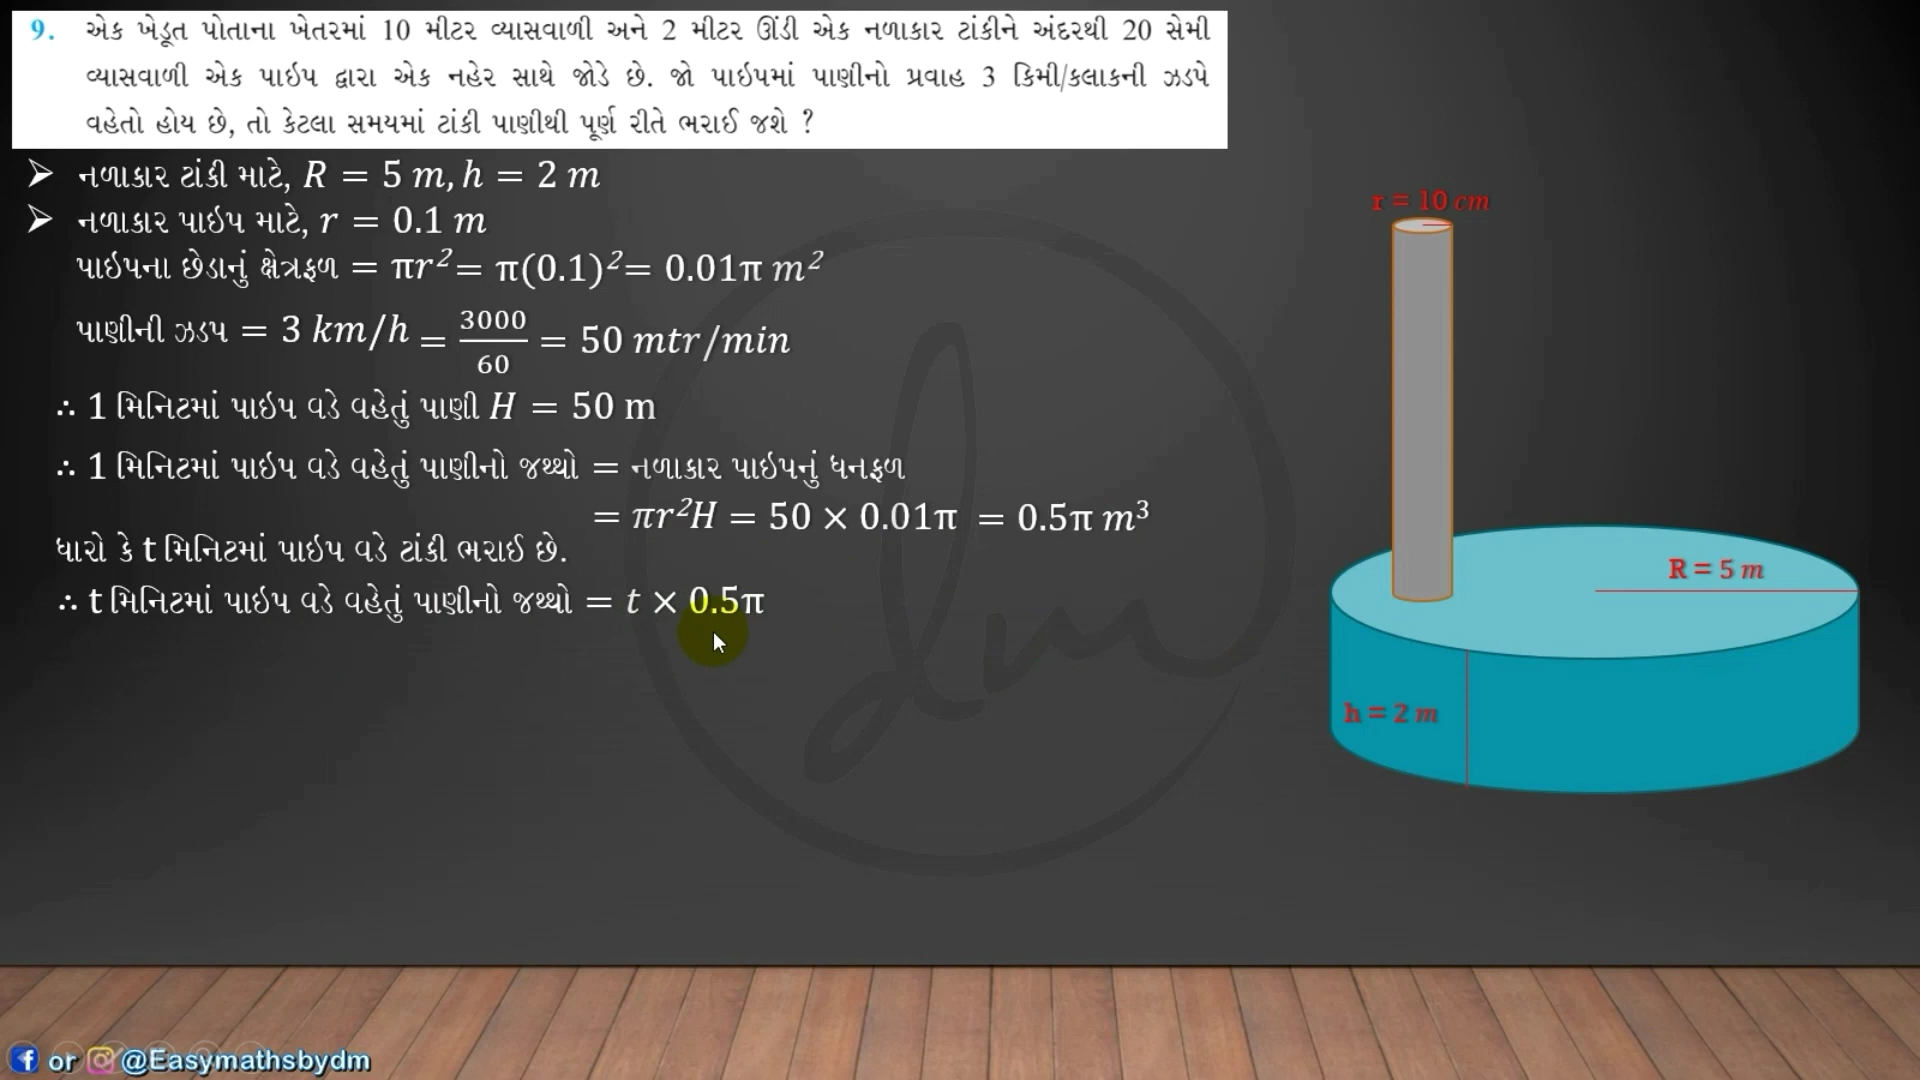 9. એક ખેડૂત પોતાના ખેતરમાં 10 મીટર વ્યાસવાળી અને 2 મીટર ઊંડી એક નળાકાર ટાંકીને અંદરથી 20 સેમી
વ્યાસવાળી એક પાઇપ દ્વારા એક નહેર સાથે જોડે છે. જો પાઇપમાં પાણીનો પ્રવાહ 3 કિમી/કલાકની ઝડપે
વહેતો હોય છે, તો કેટલા સમયમાં ટાંકી પાણીથી પૂર્ણ રીતે ભરાઈ જશે ?
➢ નળાકાર ટાંકી માટે, R = 5 m, h = 2 m
➢ નળાકાર પાઇપ માટે, r = 0.1 m
પાઇપના છેડાનું ક્ષેત્રફળ = πr² = π(0.1)² = 0.01π m²
પાણીની ઝડપ = 3 km/h = 3000/60 = 50 mtr/min
∴ 1 મિનિટમાં પાઇપ વડે વહેતું પાણી H = 50 m
∴ 1 મિનિટમાં પાઇપ વડે વહેતું પાણીનો જથ્થો = નળાકાર પાઇપનું ઘનફળ
= πr²H = 50 × 0.01π = 0.5π m³
ધારો કે t મિનિટમાં પાઇપ વડે ટાંકી ભરાઈ છે.
∴ t મિનિટમાં પાઇપ વડે વહેતું પાણીનો જથ્થો = t × 0.5π
r = 10 cm
R = 5 m
h = 2 m
dm
f or @Easymathsbydm